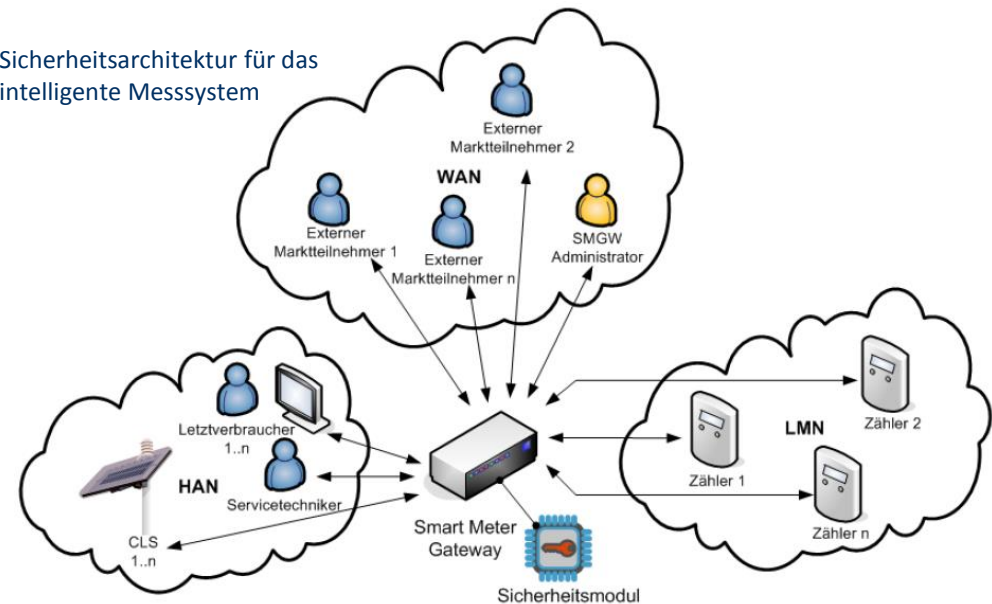 Sicherheitsarchitektur für das
intelligente Messsystem
Externer
Marktteilnehmer 2
WAN
Externer
Marktteilnehmer 1
Externer
Marktteilnehmer n
SMGW
Administrator
Letztverbraucher
1..n
HAN
Servicetechniker
CLS
1..n
Smart Meter
Gateway
Sicherheitsmodul
LMN
Zähler 1
Zähler 2
Zähler n